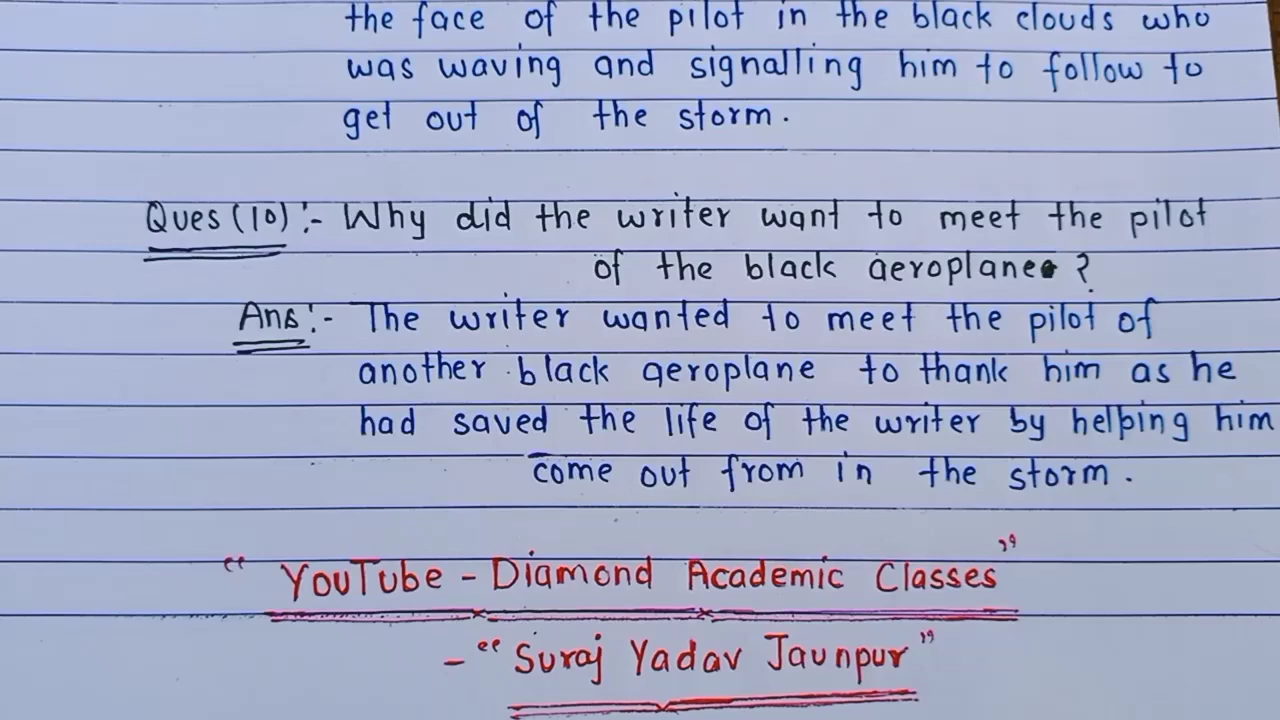 the face of the pilot in the black clouds who
was waving and signalling him to follow to
get out of the storm.
Ques (10):- Why did the writer want to meet the pilot
of the black aeroplane ?
Ans:- The writer wanted to meet the pilot of
another black aeroplane to thank him as he
had saved the life of the writer by helping him
come out from in the storm.
"YouTube - Diamond Academic Classes"
- "Suraj Yadav Jaunpur"